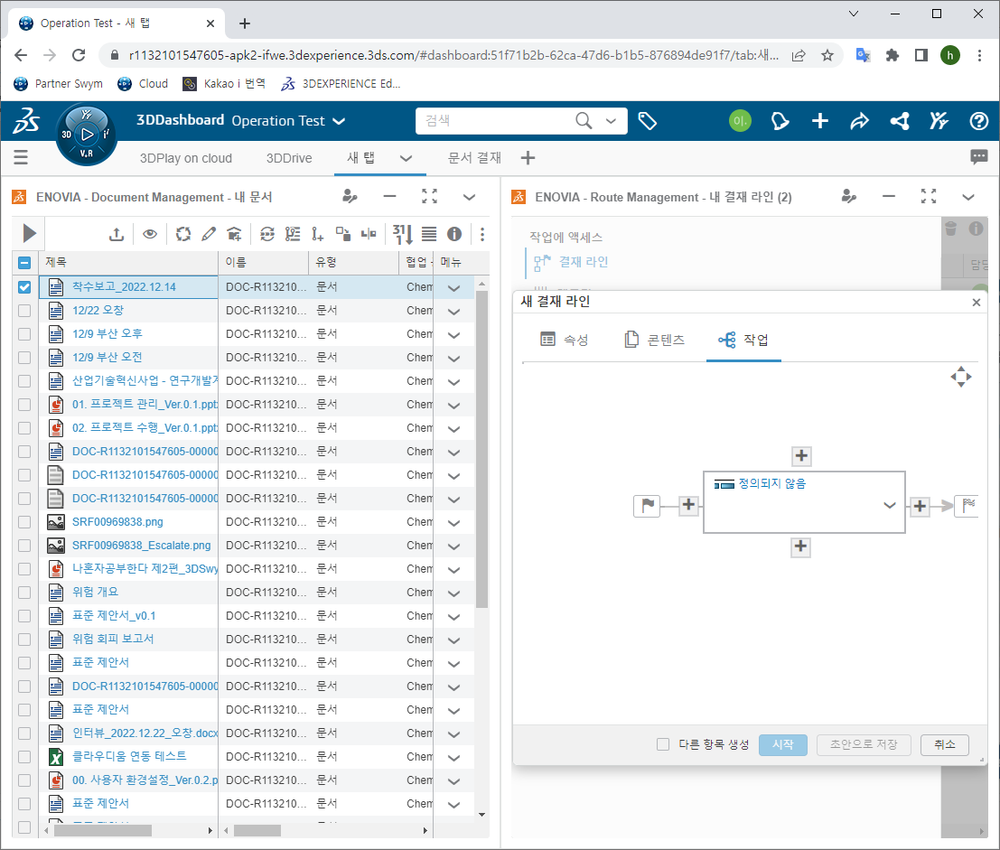 Operation Test - 새 탭
r1132101547605-apk2-ifwe.3dexperience.3ds.com/#dashboard:51f71b2b-62ca-47d6-b1b5-876894de91f7/tab:새...
h
Partner Swym
Cloud
Kakao i 번역
3DEXPERIENCE Ed...
3D
V.R
3DDashboard Operation Test
검색
이.
3DPlay on cloud
3DDrive
새 탭
문서 결재
ENOVIA - Document Management - 내 문서
제목 이름 유형 협업 메뉴
착수보고_2022.12.14 DOC-R113210... 문서 Chem
12/22 오창 DOC-R113210... 문서 Chem
12/9 부산 오후 DOC-R113210... 문서 Chem
12/9 부산 오전 DOC-R113210... 문서 Chem
산업기술혁신사업 - 연구개발 DOC-R113210... 문서 Chem
01. 프로젝트 관리_Ver.0.1.pptx DOC-R113210... 문서 Chem
02. 프로젝트 수행_Ver.0.1.pptx DOC-R113210... 문서 Chem
DOC-R1132101547605-00000 DOC-R113210... 문서 Chem
DOC-R1132101547605-00000 DOC-R113210... 문서 Chem
DOC-R1132101547605-00000 DOC-R113210... 문서 Chem
SRF00969838.png DOC-R113210... 문서 Chem
SRF00969838_Escalate.png DOC-R113210... 문서 Chem
나혼자공부한다 제2편_3DSwy DOC-R113210... 문서 Chem
위험 개요 DOC-R113210... 문서 Chem
표준 제안서_v0.1 DOC-R113210... 문서 Chem
위험 회피 보고서 DOC-R113210... 문서 Chem
표준 제안서 DOC-R113210... 문서 Chem
DOC-R1132101547605-00000 DOC-R113210... 문서 Chem
표준 제안서 DOC-R113210... 문서 Chem
인터뷰_2022.12.22_오창.docx DOC-R113210... 문서 Chem
클라우디움 연동 테스트 DOC-R113210... 문서 Chem
00. 사용자 환경설정_Ver.0.2.p DOC-R113210... 문서 Chem
표준 제안서 DOC-R113210... 문서 Chem
ENOVIA - Route Management - 내 결재 라인 (2)
작업에 액세스
결재 라인
담당
새 결재 라인
속성
콘텐츠
작업
정의되지 않음
다른 항목 생성
시작
초안으로 저장
취소